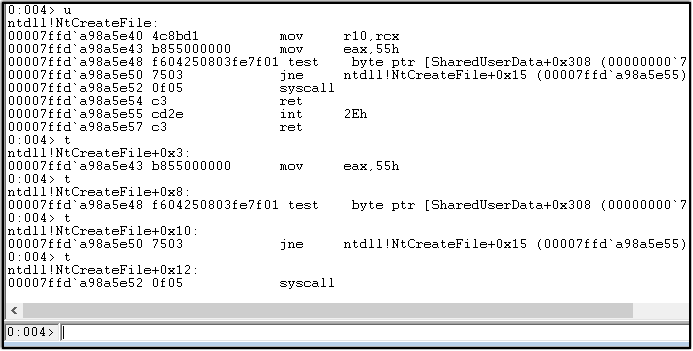 0:004> u
ntdll!NtCreateFile:
00007ffd`a98a5e40 4c8bd1 mov r10,rcx
00007ffd`a98a5e43 b855000000 mov eax,55h
00007ffd`a98a5e48 f604250803fe7f01 test byte ptr [SharedUserData+0x308 (00000000`7
00007ffd`a98a5e50 7503 jne ntdll!NtCreateFile+0x15 (00007ffd`a98a5e55)
00007ffd`a98a5e52 0f05 syscall
00007ffd`a98a5e54 c3 ret
00007ffd`a98a5e55 cd2e int 2Eh
00007ffd`a98a5e57 c3 ret
0:004> t
ntdll!NtCreateFile+0x3:
00007ffd`a98a5e43 b855000000 mov eax,55h
0:004> t
ntdll!NtCreateFile+0x8:
00007ffd`a98a5e48 f604250803fe7f01 test byte ptr [SharedUserData+0x308 (00000000`7
0:004> t
ntdll!NtCreateFile+0x10:
00007ffd`a98a5e50 7503 jne ntdll!NtCreateFile+0x15 (00007ffd`a98a5e55)
0:004> t
ntdll!NtCreateFile+0x12:
00007ffd`a98a5e52 0f05 syscall
0:004>